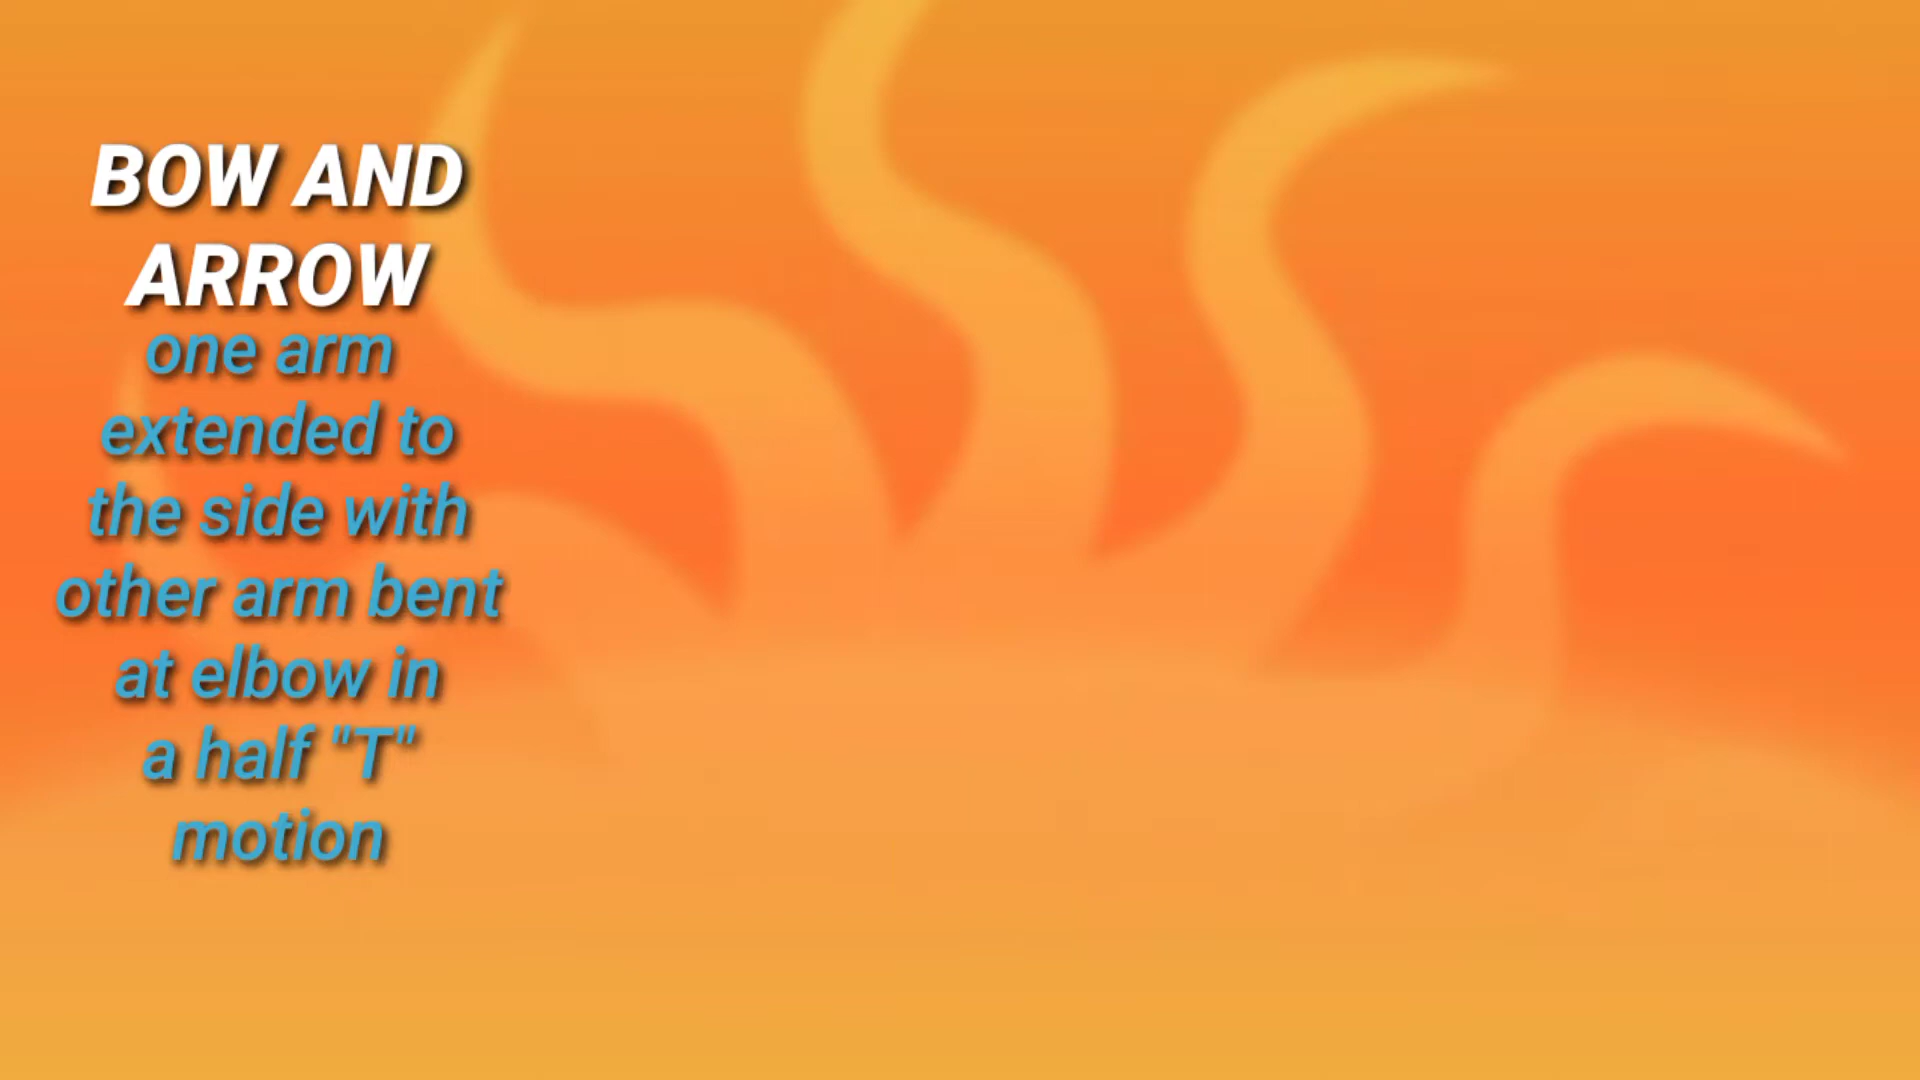 BOW AND
ARROW
one arm
extended to
the side with
other arm bent
at elbow in
a half "T"
motion